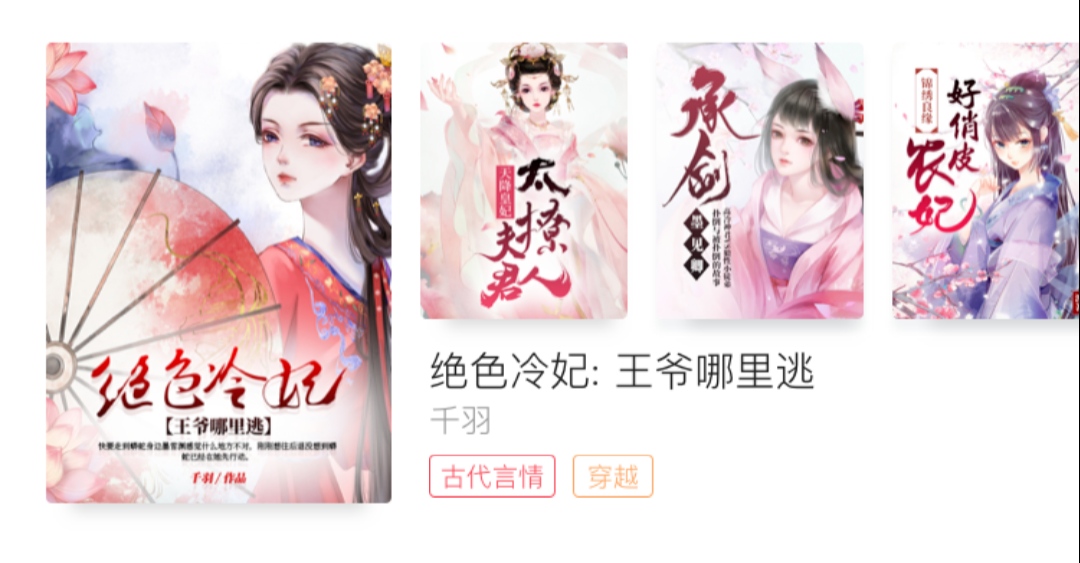 绝色冷妃
【王爷哪里逃】
千羽/作品
天降皇妃
太撩人
夫君
承剑
墨见卿
锦绣良缘
好俏皮
农妃
绝色冷妃: 王爷哪里逃
千羽
古代言情
穿越